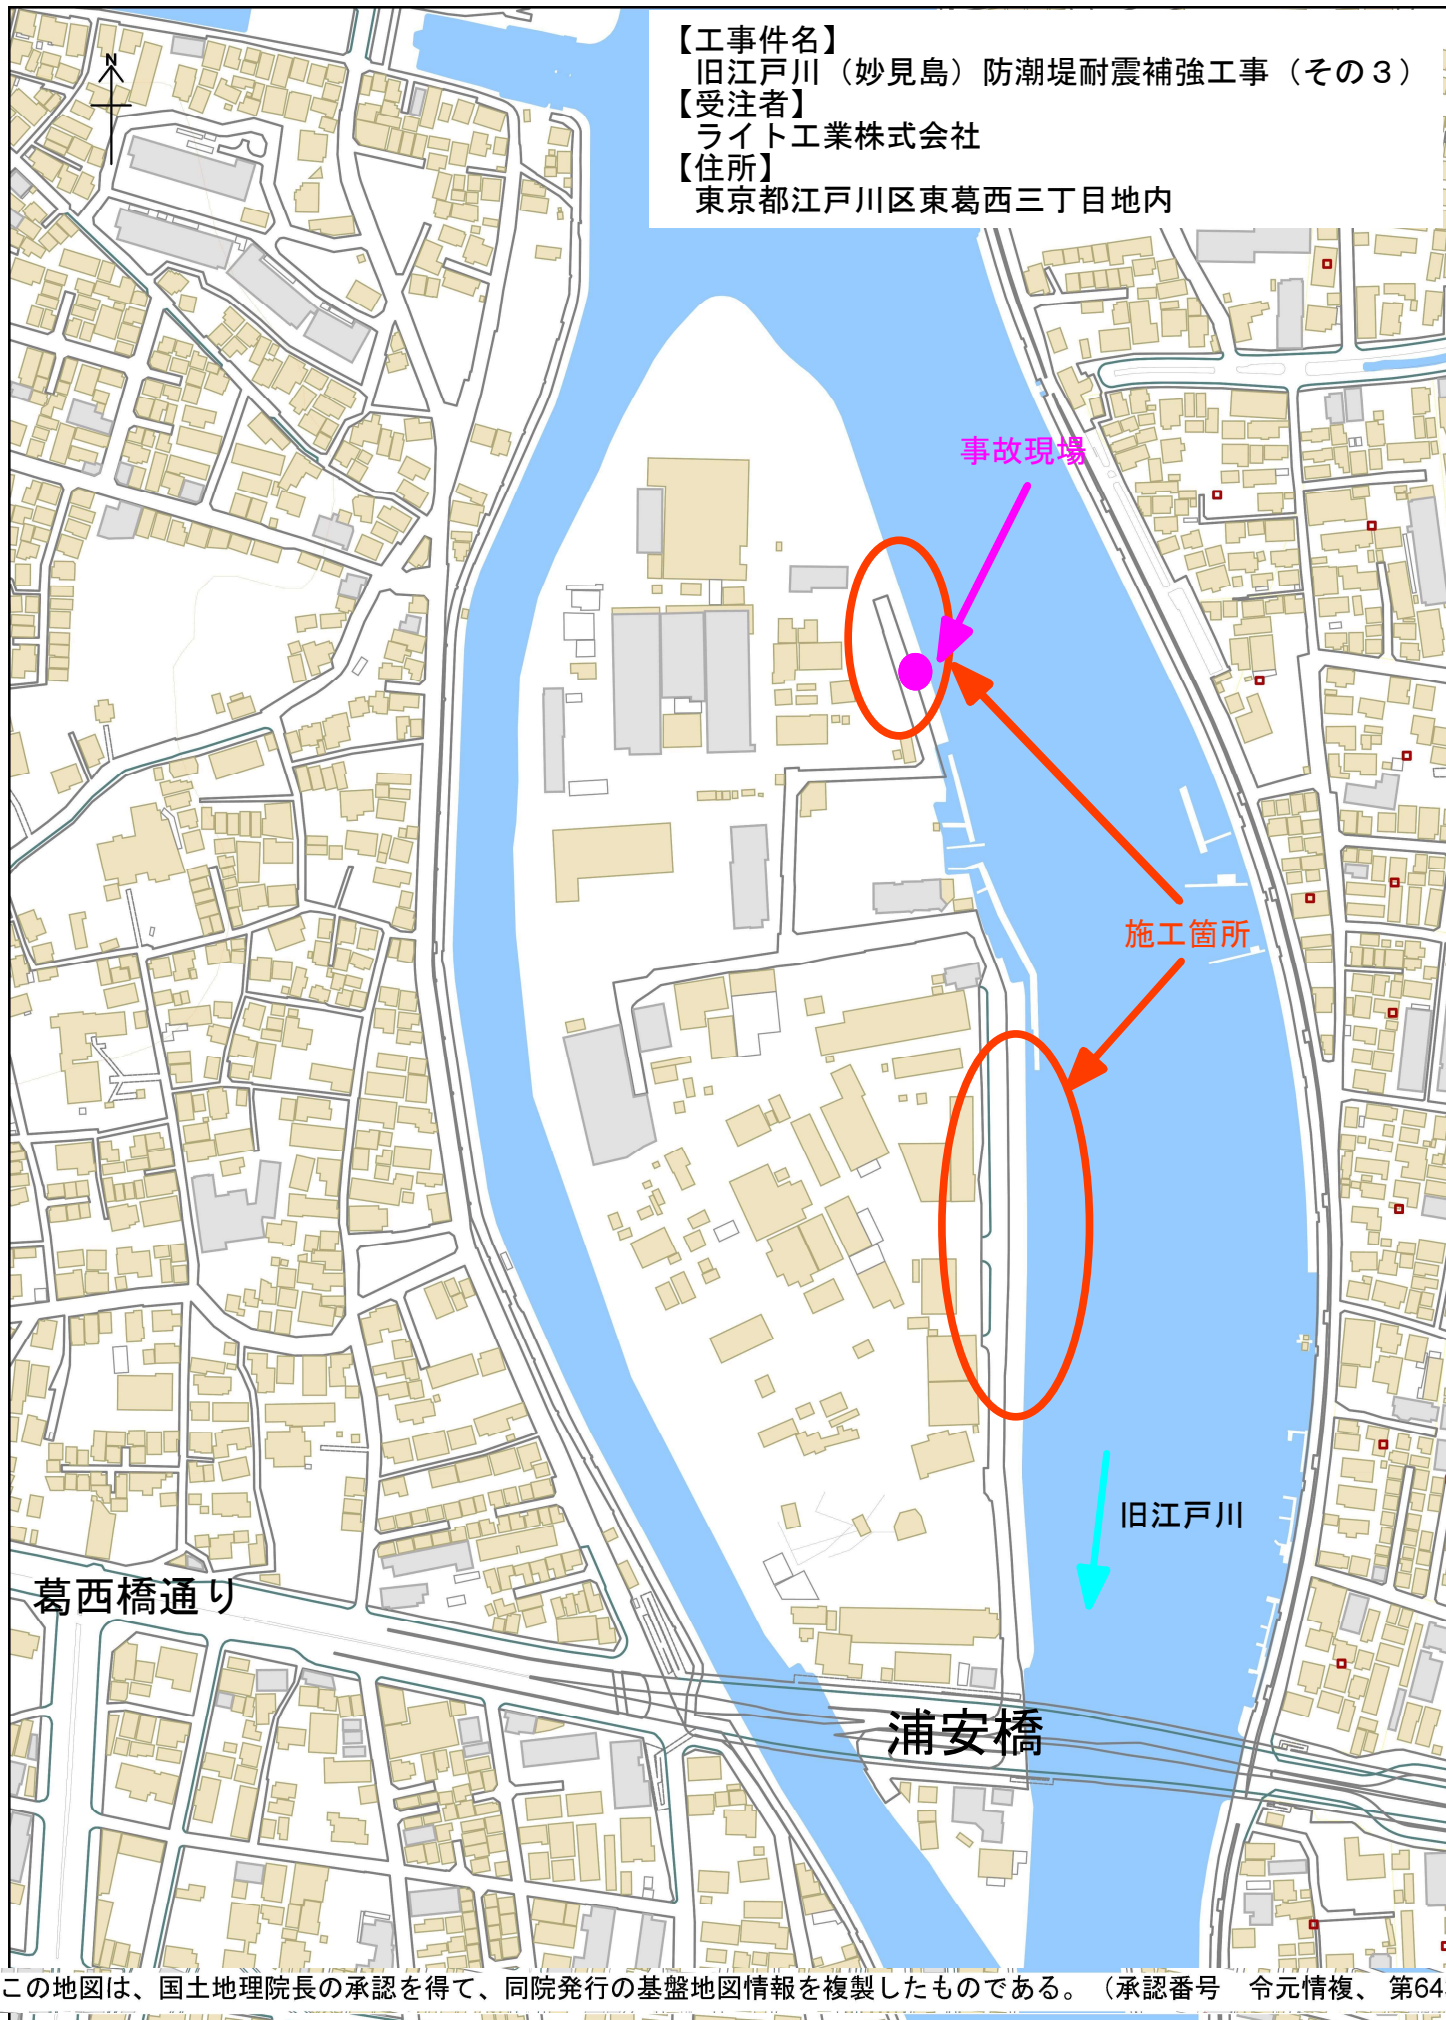 【工事件名】
旧江戸川（妙見島）防潮堤耐震補強工事（その３）
【受注者】
ライト工業株式会社
【住所】
東京都江戸川区東葛西三丁目地内
N
事故現場
施工箇所
旧江戸川
葛西橋通り
浦安橋
この地図は、国土地理院長の承認を得て、同院発行の基盤地図情報を複製したものである。（承認番号　令元情複、 第64